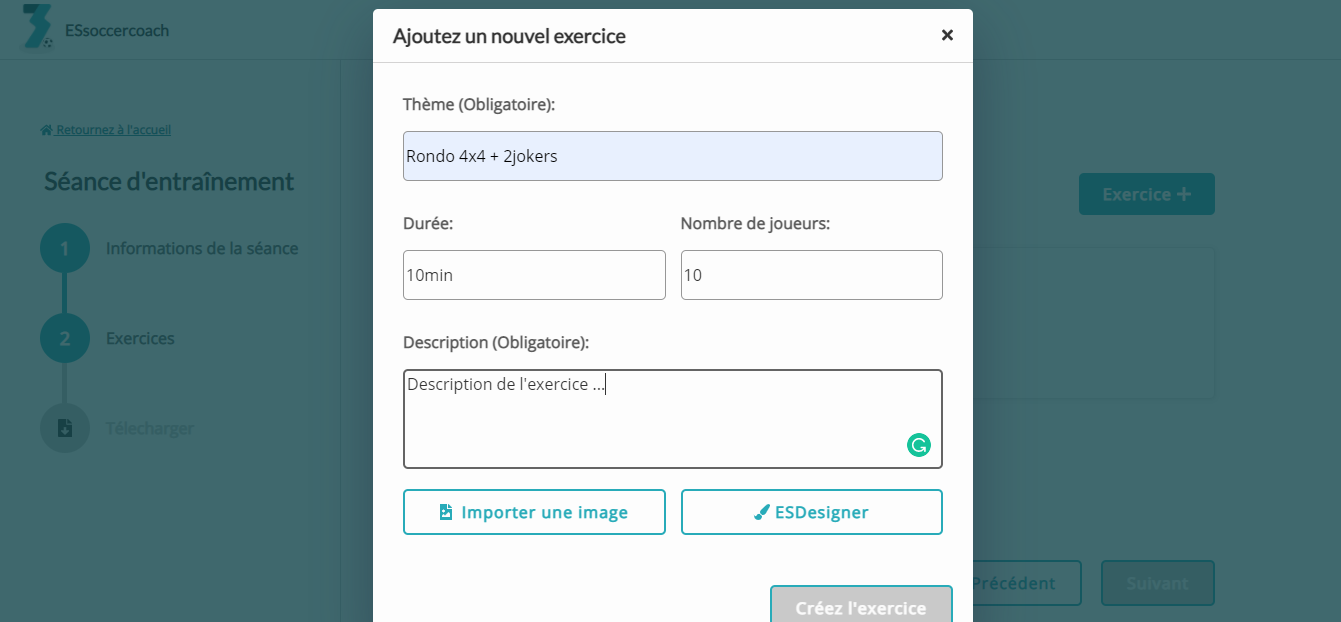 ESsoccercoach
Ajoutez un nouvel exercice
×
Retournez à l'accueil
Séance d'entraînement
1 Informations de la séance
2 Exercices
Télecharger
Thème (Obligatoire):
Rondo 4x4 + 2jokers
Durée: Nombre de joueurs:
10min 10
Description (Obligatoire):
Description de l'exercice ...
Importer une image ESDesigner
Créez l'exercice
Exercice +
Précédent Suivant